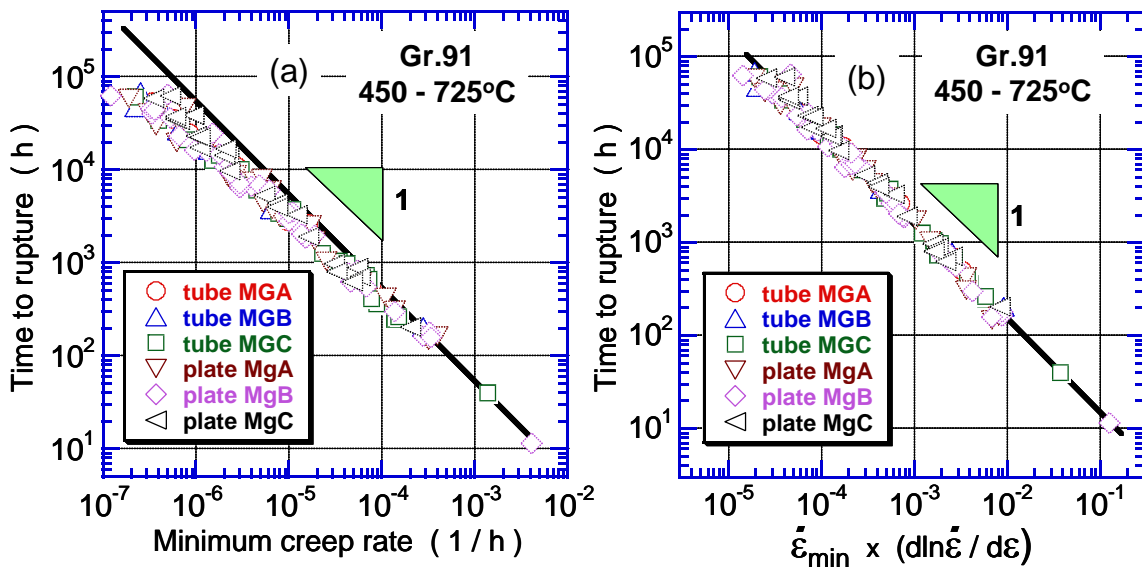 (a)
Gr.91
450 - 725°C
Time to rupture ( h )
10^5
10^4
10^3
10^2
10^1
1
tube MGA
tube MGB
tube MGC
plate MgA
plate MgB
plate MgC
10^-7 10^-6 10^-5 10^-4 10^-3 10^-2
Minimum creep rate ( 1 / h )
(b)
Gr.91
450 - 725°C
Time to rupture ( h )
10^5
10^4
10^3
10^2
10^1
1
tube MGA
tube MGB
tube MGC
plate MgA
plate MgB
plate MgC
10^-5 10^-4 10^-3 10^-2 10^-1
ε̇min x (dlnε̇ / dε)